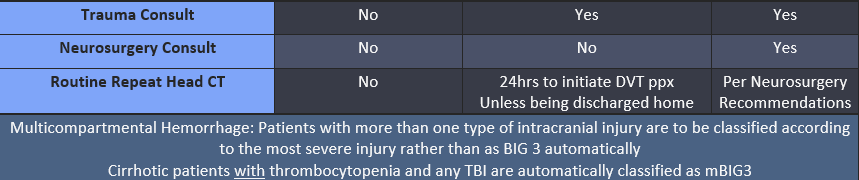 Trauma Consult No Yes Yes
Neurosurgery Consult No No Yes
Routine Repeat Head CT No 24hrs to initiate DVT ppx Per Neurosurgery
Unless being discharged home Recommendations
Multicompartmental Hemorrhage: Patients with more than one type of intracranial injury are to be classified according
to the most severe injury rather than as BIG 3 automatically
Cirrhotic patients with thrombocytopenia and any TBI are automatically classified as mBIG3